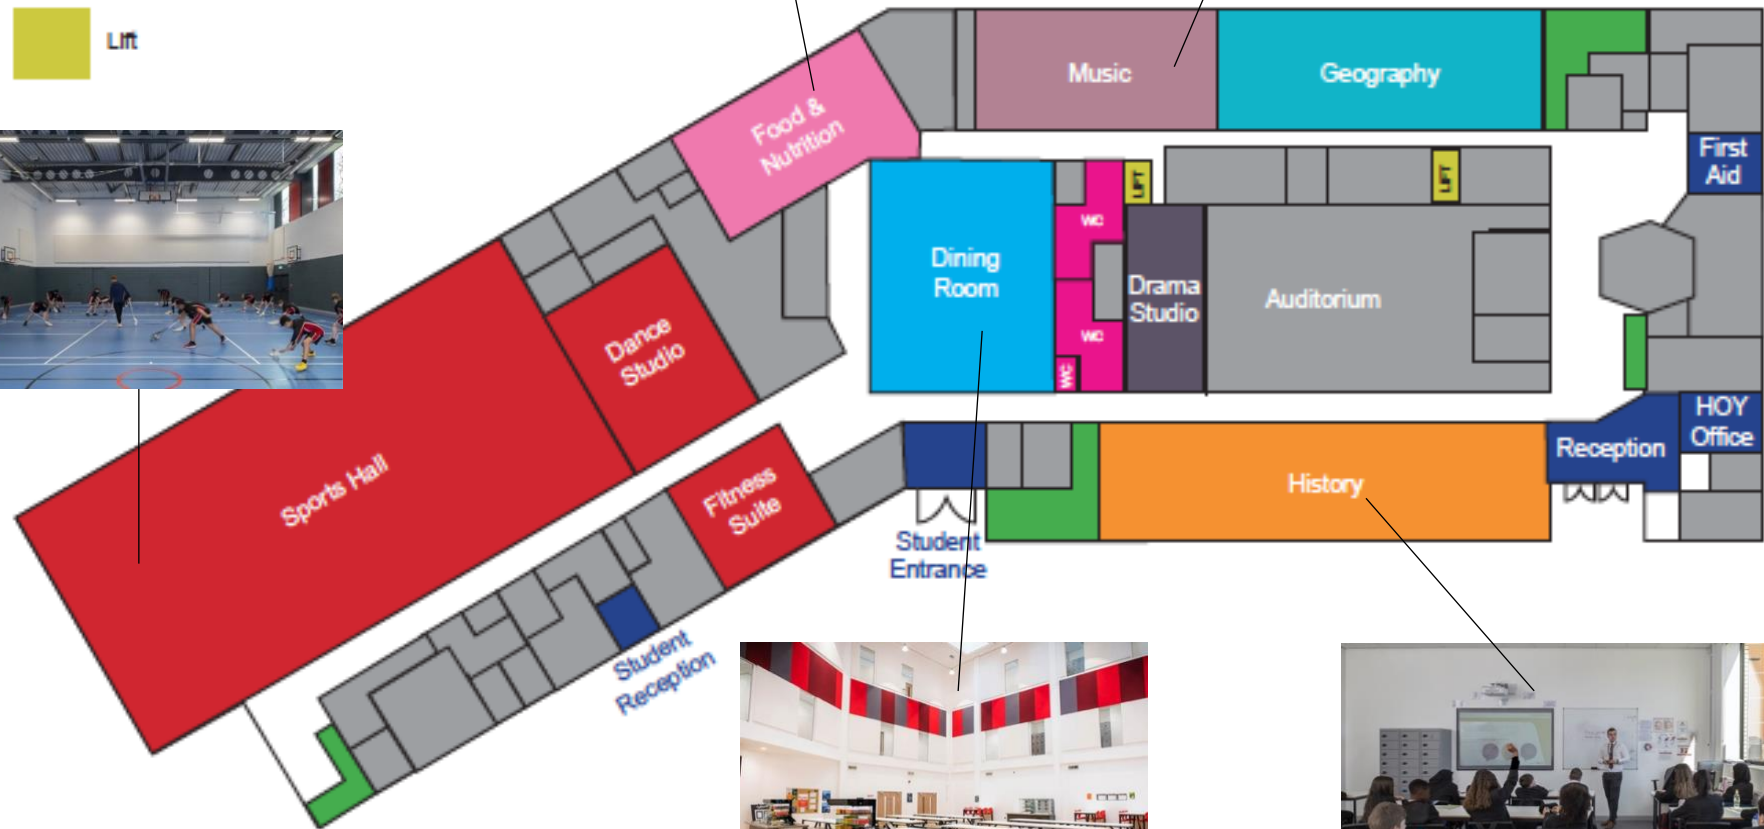 Lift
Music
Geography
Food &
Nutrition
First
Aid
LIFT
LIFT
WC
Dining
Room
Drama
Studio
Auditorium
WC
WC
Dance
Studio
HOY
Office
Reception
Sports Hall
Fitness
Suite
History
Student
Entrance
Student
Reception